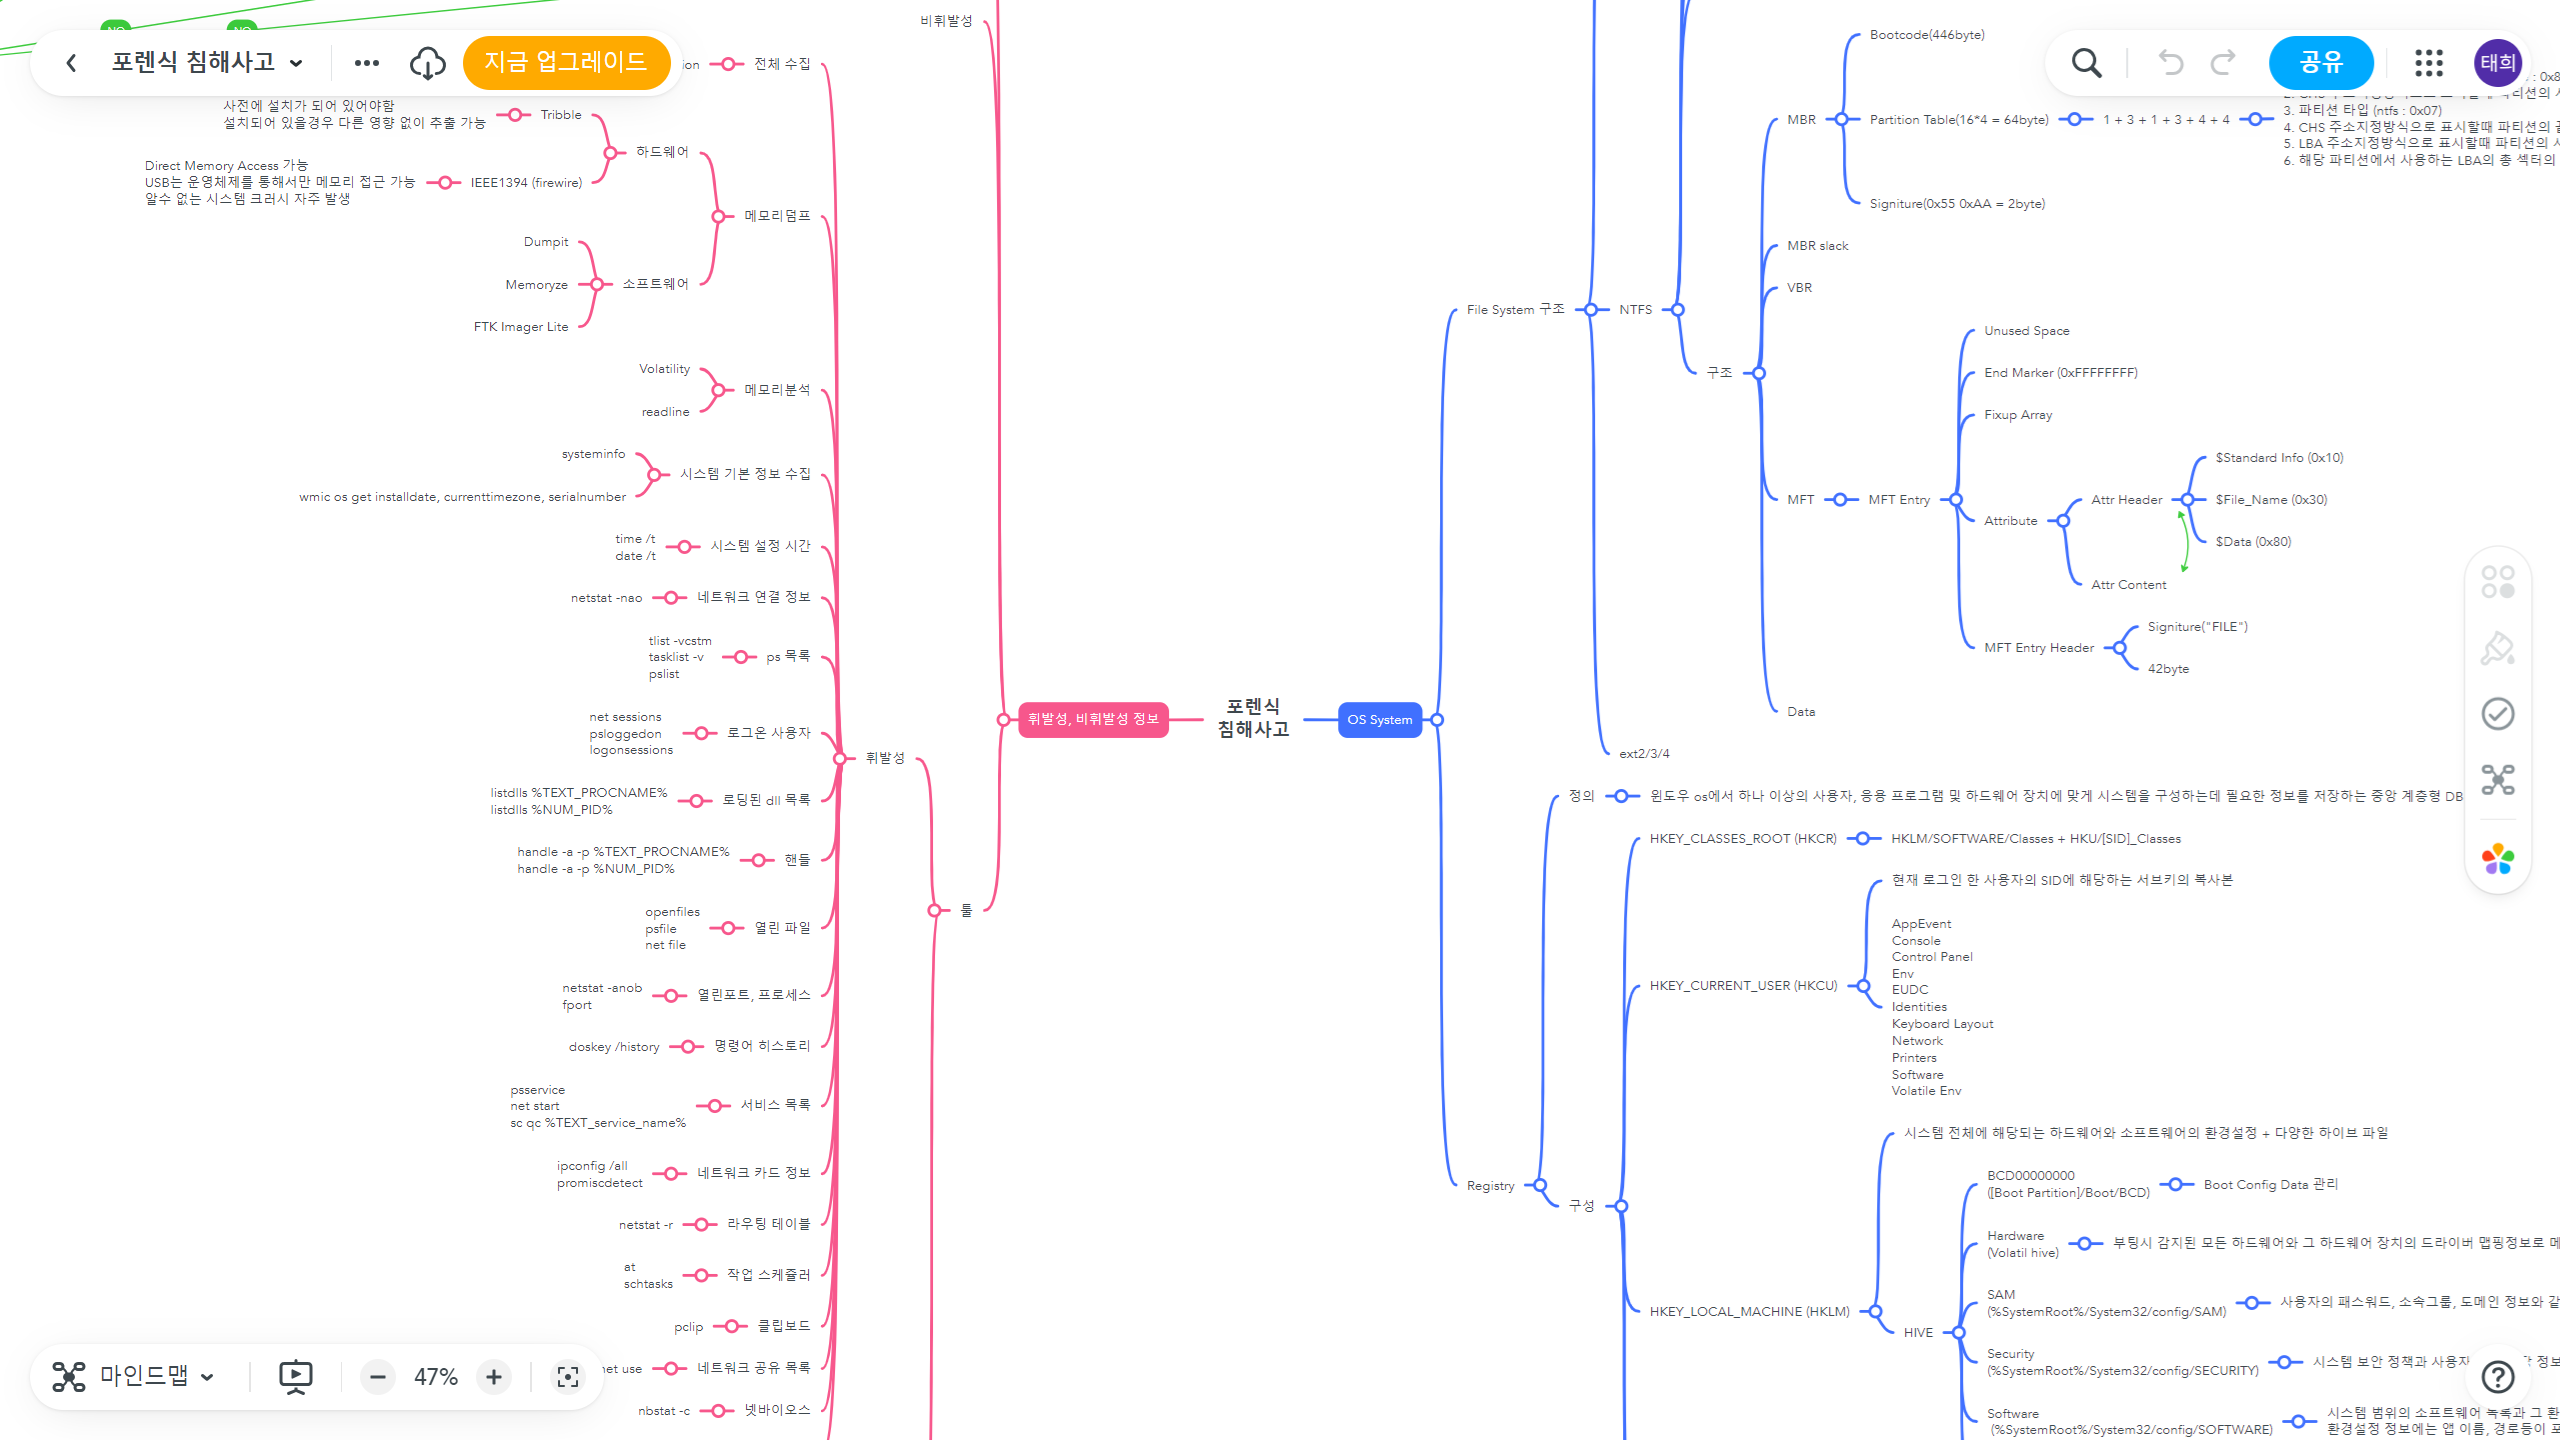 비휘발성
포렌식 침해사고
지금 업그레이드
공유
태희
전체 수집
사전에 설치가 되어 있어야함
설치되어 있을경우 다른 영향 없이 추출 가능
Tribble
하드웨어
Direct Memory Access 가능
USB는 운영체제를 통해서만 메모리 접근 가능
알수 없는 시스템 크러시 자주 발생
IEEE1394 (firewire)
메모리덤프
Dumpit
Memoryze
소프트웨어
FTK Imager Lite
Volatility
메모리분석
readline
systeminfo
시스템 기본 정보 수집
wmic os get installdate, currenttimezone, serialnumber
time /t
date /t
시스템 설정 시간
netstat -nao
네트워크 연결 정보
tlist -vcstm
tasklist -v
pslist
ps 목록
net sessions
psloggedon
logonsessions
로그온 사용자
휘발성
listdlls %TEXT_PROCNAME%
listdlls %NUM_PID%
로딩된 dll 목록
handle -a -p %TEXT_PROCNAME%
handle -a -p %NUM_PID%
핸들
툴
openfiles
psfile
net file
열린 파일
netstat -anob
fport
열린포트, 프로세스
doskey /history
명령어 히스토리
psservice
net start
sc qc %TEXT_service_name%
서비스 목록
ipconfig /all
promiscdetect
네트워크 카드 정보
netstat -r
라우팅 테이블
at
schtasks
작업 스케쥴러
pclip
클립보드
net use
네트워크 공유 목록
nbstat -c
넷바이오스
마인드맵
47%
휘발성, 비휘발성 정보
포렌식
침해사고
OS System
File System 구조
NTFS
구조
MBR
Bootcode(446byte)
Partition Table(16*4 = 64byte)
1 + 3 + 1 + 3 + 4 + 4
3. 파티션 타입 (ntfs : 0x07)
4. CHS 주소지정방식으로 표시할때 파티션의
5. LBA 주소지정방식으로 표시할때 파티션의
6. 해당 파티션에서 사용하는 LBA의 총 섹터의
Signiture(0x55 0xAA = 2byte)
MBR slack
VBR
MFT
MFT Entry
Unused Space
End Marker (0xFFFFFFFF)
Fixup Array
Attribute
Attr Header
$Standard Info (0x10)
$File_Name (0x30)
$Data (0x80)
Attr Content
MFT Entry Header
Signiture("FILE")
42byte
Data
ext2/3/4
Registry
정의
윈도우 os에서 하나 이상의 사용자, 응용 프로그램 및 하드웨어 장치에 맞게 시스템을 구성하는데 필요한 정보를 저장하는 중앙 계층형 DB
구성
HKEY_CLASSES_ROOT (HKCR)
HKLM/SOFTWARE/Classes + HKU/[SID]_Classes
HKEY_CURRENT_USER (HKCU)
현재 로그인 한 사용자의 SID에 해당하는 서브키의 복사본
AppEvent
Console
Control Panel
Env
EUDC
Identities
Keyboard Layout
Network
Printers
Software
Volatile Env
HKEY_LOCAL_MACHINE (HKLM)
시스템 전체에 해당되는 하드웨어와 소프트웨어의 환경설정 + 다양한 하이브 파일
HIVE
BCD00000000
([Boot Partition]/Boot/BCD)
Boot Config Data 관리
Hardware
(Volatil hive)
부팅시 감지된 모든 하드웨어와 그 하드웨어 장치의 드라이버 맵핑정보로
SAM
(%SystemRoot%/System32/config/SAM)
사용자의 패스워드, 소속그룹, 도메인 정보와
Security
(%SystemRoot%/System32/config/SECURITY)
시스템 보안 정책과
Software
(%SystemRoot%/System32/config/SOFTWARE)
시스템 범위의 소프트웨어 목록과 그
환경설정 정보에는 앱 이름, 경로등이